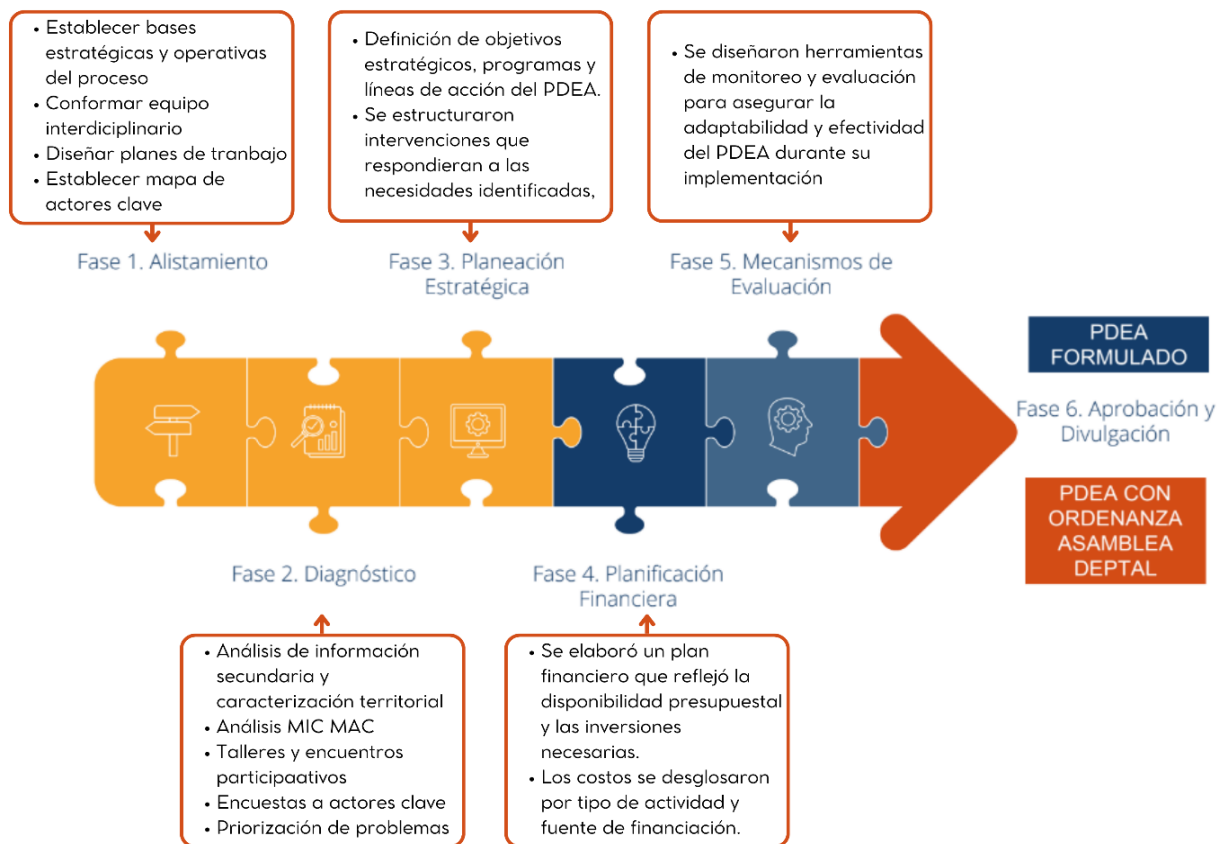 • Establecer bases
estratégicas y operativas
del proceso
• Conformar equipo
interdiciplinario
• Diseñar planes de tranbajo
• Establecer mapa de
actores clave
• Definición de objetivos
estratégicos, programas y
líneas de acción del PDEA.
• Se estructuraron
intervenciones que
respondieran a las
necesidades identificadas,
• Se diseñaron herramientas
de monitoreo y evaluación
para asegurar la
adaptabilidad y efectividad
del PDEA durante su
implementación
Fase 1. Alistamiento
Fase 3. Planeación
Estratégica
Fase 5. Mecanismos de
Evaluación
PDEA
FORMULADO
Fase 6. Aprobación y
Divulgación
PDEA CON
ORDENANZA
ASAMBLEA
DEPTAL
Fase 2. Diagnóstico
Fase 4. Planificación
Financiera
• Análisis de información
secundaria y
caracterización territorial
• Análisis MIC MAC
• Talleres y encuentros
participaativos
• Encuestas a actores clave
• Priorización de problemas
• Se elaboró un plan
financiero que reflejó la
disponibilidad presupuestal
y las inversiones
necesarias.
• Los costos se desglosaron
por tipo de actividad y
fuente de financiación.